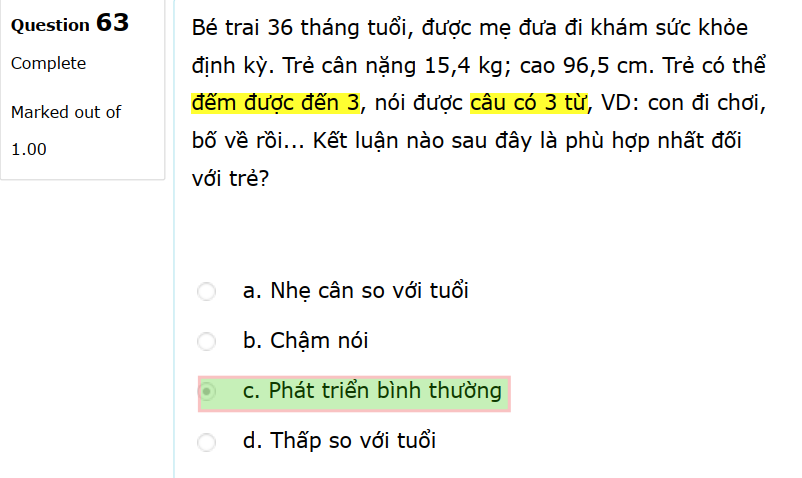 Question 63
Complete
Marked out of
1.00
Bé trai 36 tháng tuổi, được mẹ đưa đi khám sức khỏe
định kỳ. Trẻ cân nặng 15,4 kg; cao 96,5 cm. Trẻ có thể
đếm được đến 3, nói được câu có 3 từ, VD: con đi chơi,
bố về rồi... Kết luận nào sau đây là phù hợp nhất đối
với trẻ?
a. Nhẹ cân so với tuổi
b. Chậm nói
c. Phát triển bình thường
d. Thấp so với tuổi